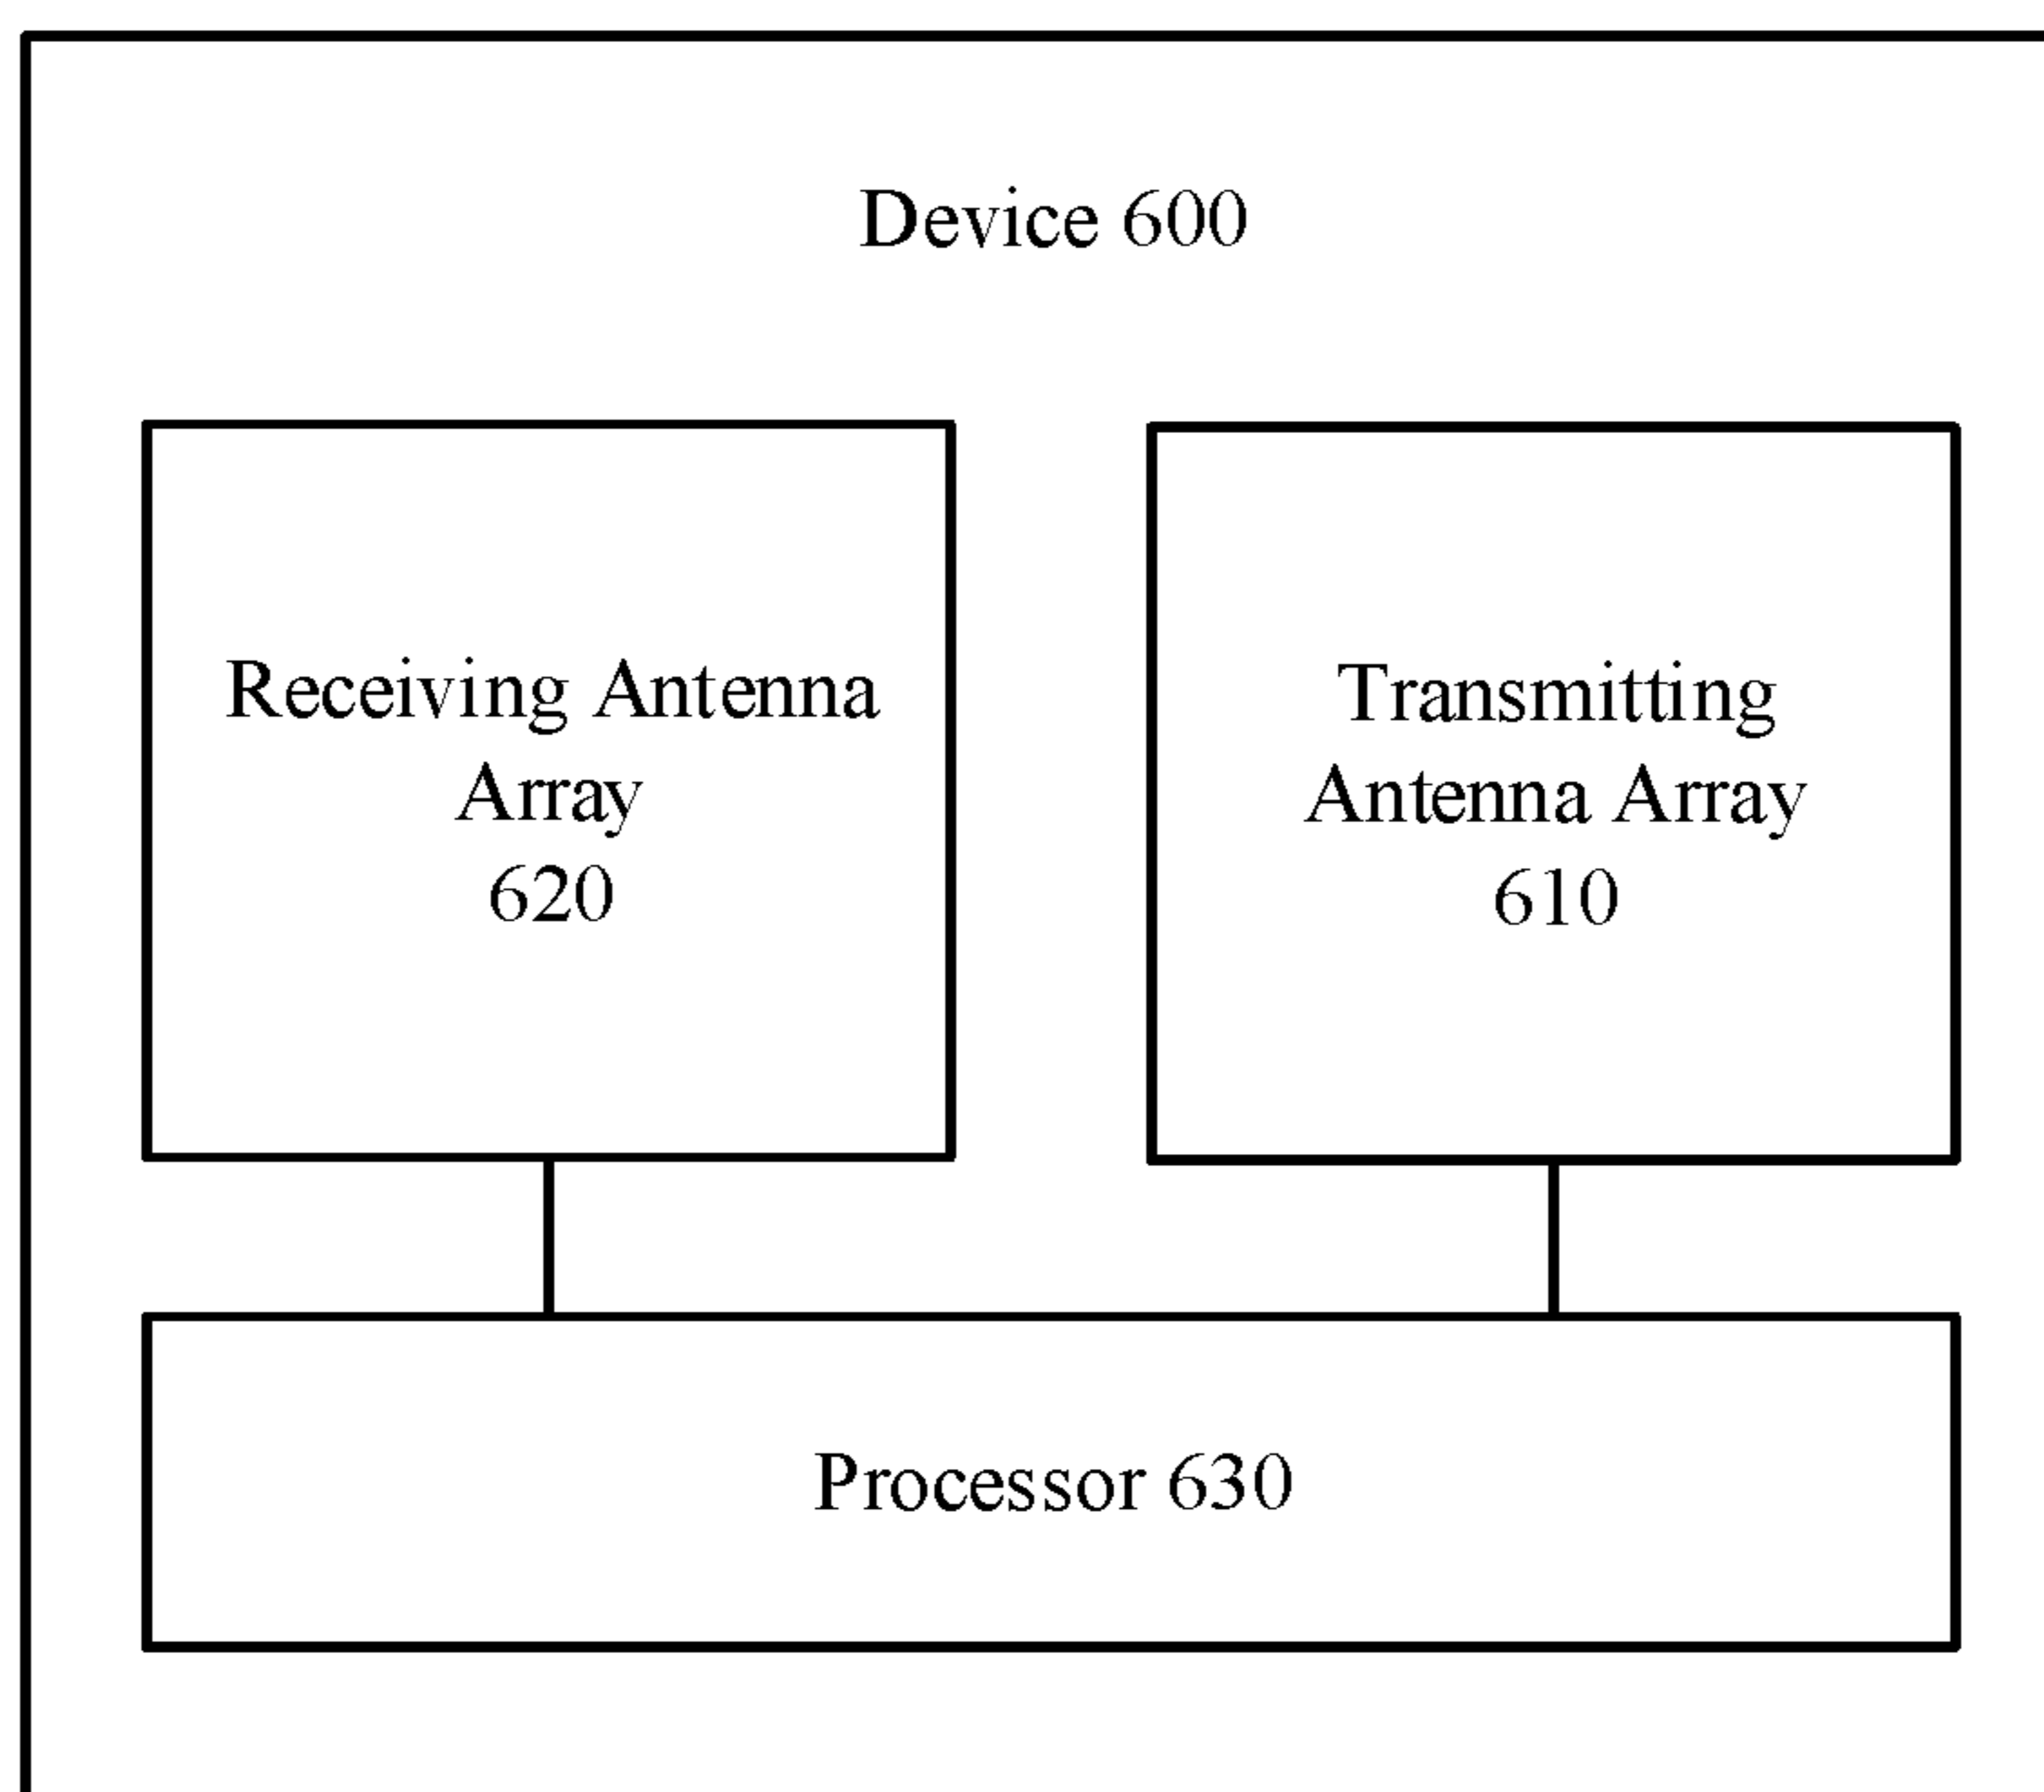 Device 600
Receiving Antenna
Array
620
Transmitting
Antenna Array
610
Processor 630